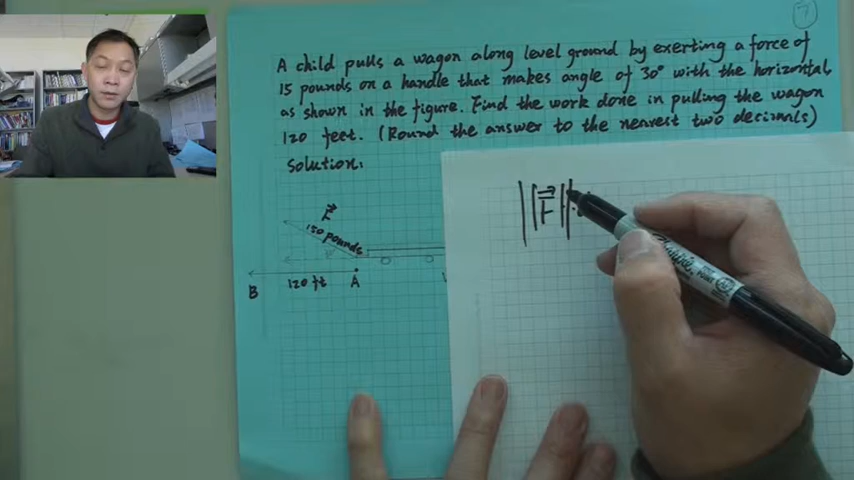 7
A child pulls a wagon along level ground by exerting a force of
15 pounds on a handle that makes angle of 30° with the horizontal,
as shown in the figure. Find the work done in pulling the wagon
120 feet. (Round the answer to the nearest two decimals)
Solution.
F
150 pounds
B 120 ft A
||F||